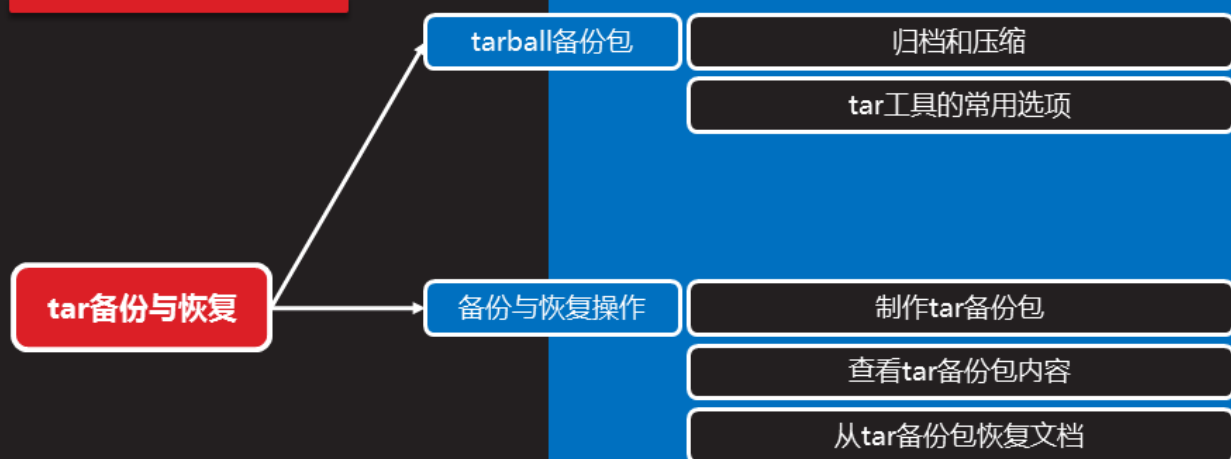 tarball备份包
归档和压缩
tar工具的常用选项
tar备份与恢复
备份与恢复操作
制作tar备份包
查看tar备份包内容
从tar备份包恢复文档